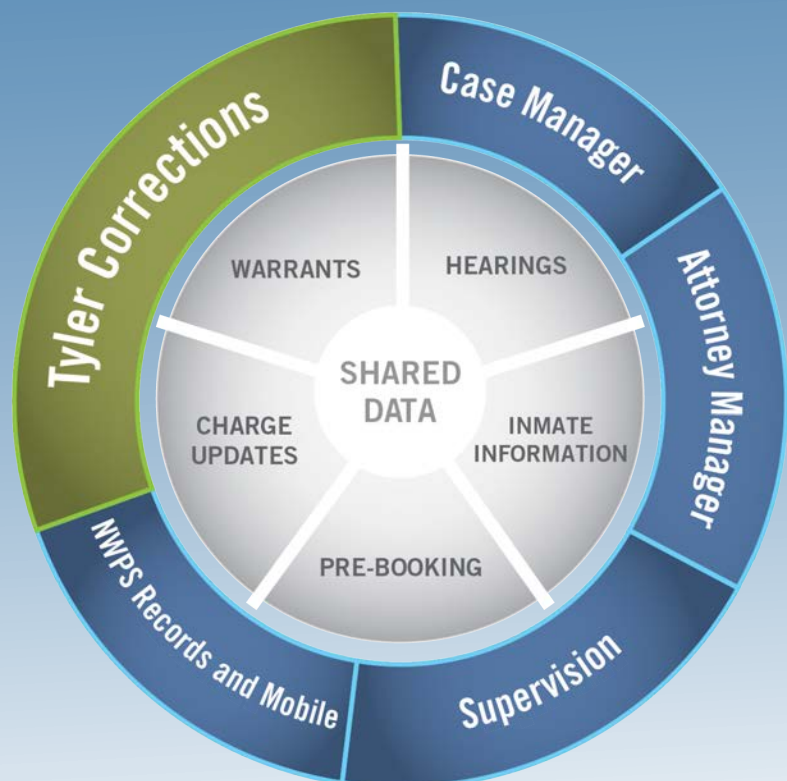 Tyler Corrections
Case Manager
Attorney Manager
Supervision
NWPS Records and Mobile
WARRANTS
HEARINGS
SHARED
DATA
CHARGE
UPDATES
INMATE
INFORMATION
PRE-BOOKING